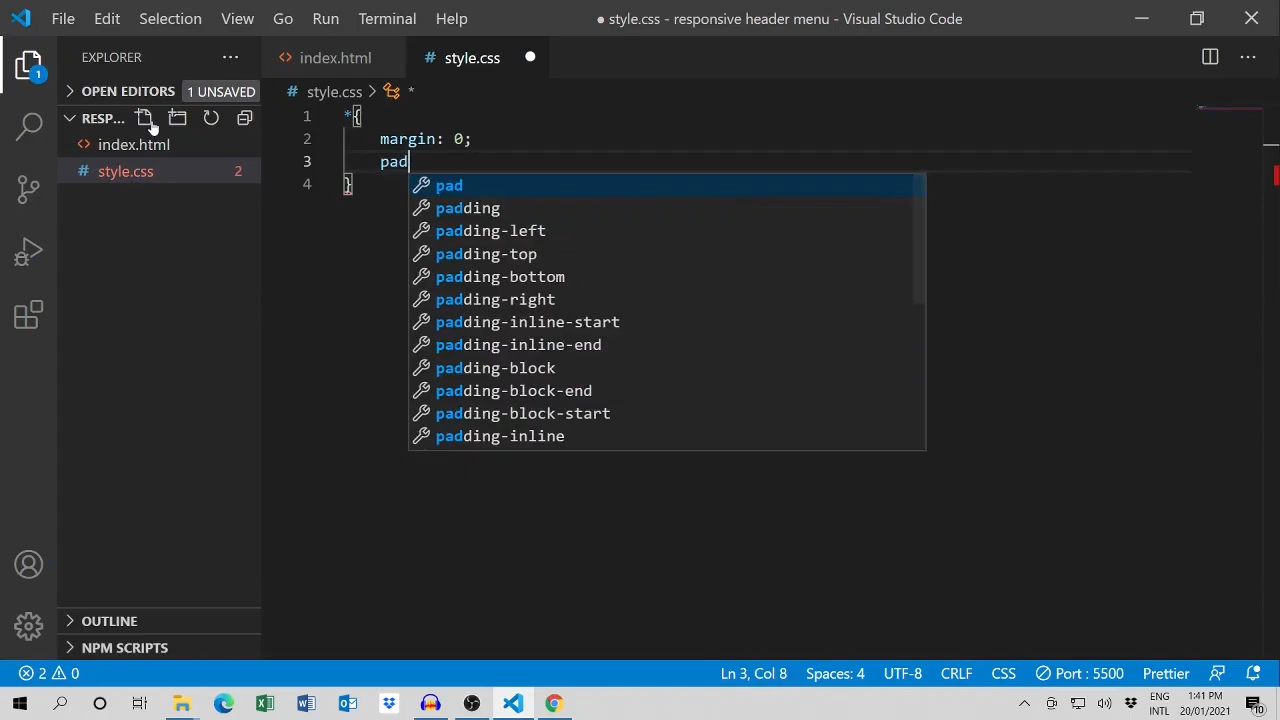 File Edit Selection View Go Run Terminal Help
● style.css - responsive header menu - Visual Studio Code
EXPLORER
index.html
# style.css
1
OPEN EDITORS 1 UNSAVED
# style.css > *
RESP...
1 *{
index.html
2 margin: 0;
3 pad
# style.css 2
4 }
pad
padding
padding-left
padding-top
padding-bottom
padding-right
padding-inline-start
padding-inline-end
padding-block
padding-block-end
padding-block-start
padding-inline
OUTLINE
NPM SCRIPTS
2 0 Ln 3, Col 8 Spaces: 4 UTF-8 CRLF CSS Port : 5500 Prettier
ENG 1:41 PM
INTL 20/01/2021
10